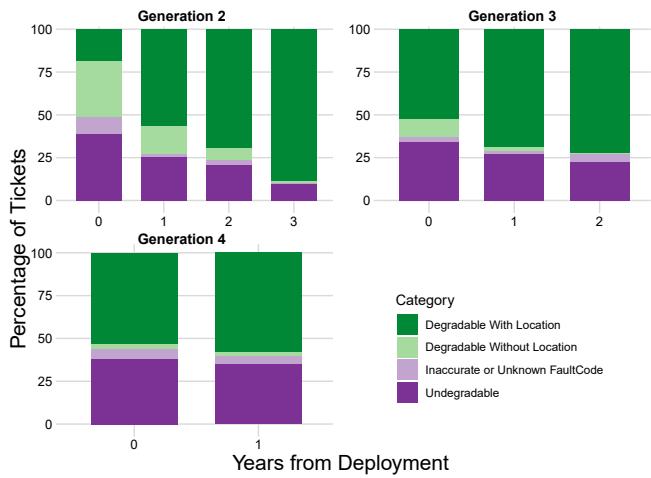 Generation 2
Generation 3
100
75
50
25
0
0 1 2 3
100
75
50
25
0
0 1 2
Percentage of Tickets
Generation 4
100
75
50
25
0
0 1
Category
Degradable With Location
Degradable Without Location
Inaccurate or Unknown FaultCode
Undegradable
Years from Deployment